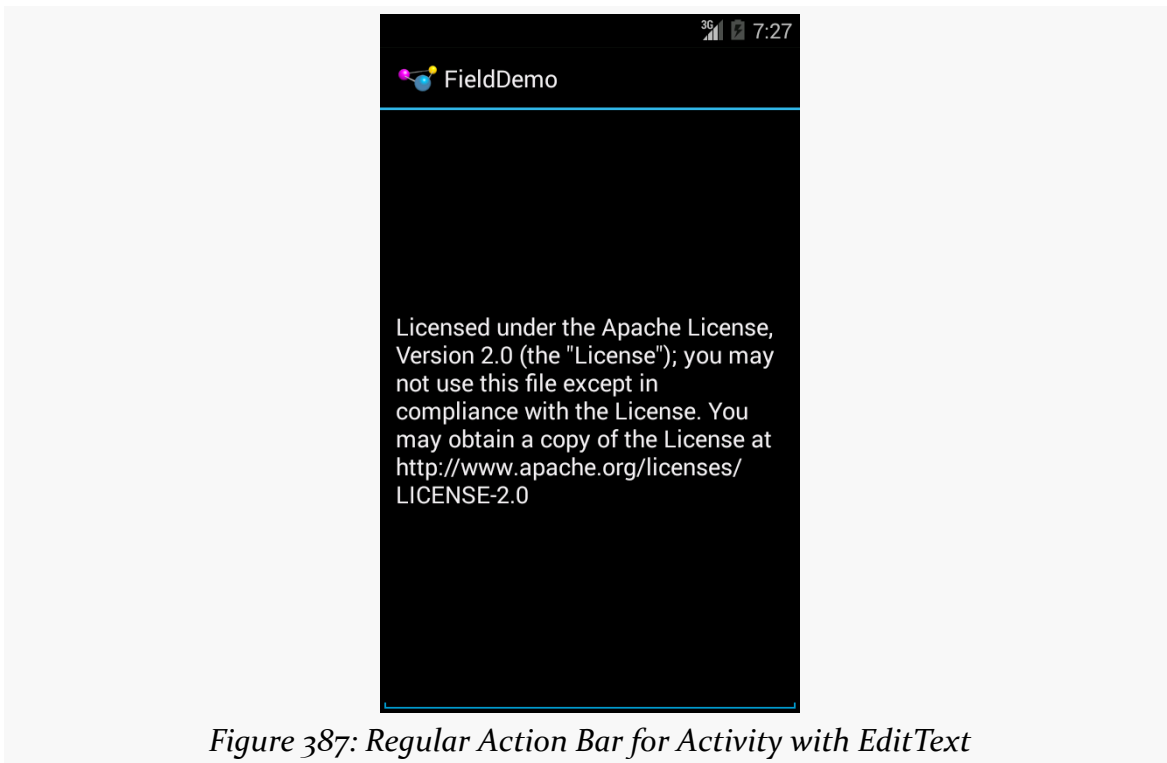 3G 7:27
FieldDemo
Licensed under the Apache License,
Version 2.0 (the "License"); you may
not use this file except in
compliance with the License. You
may obtain a copy of the License at
http://www.apache.org/licenses/
LICENSE-2.0
Figure 387: Regular Action Bar for Activity with EditText